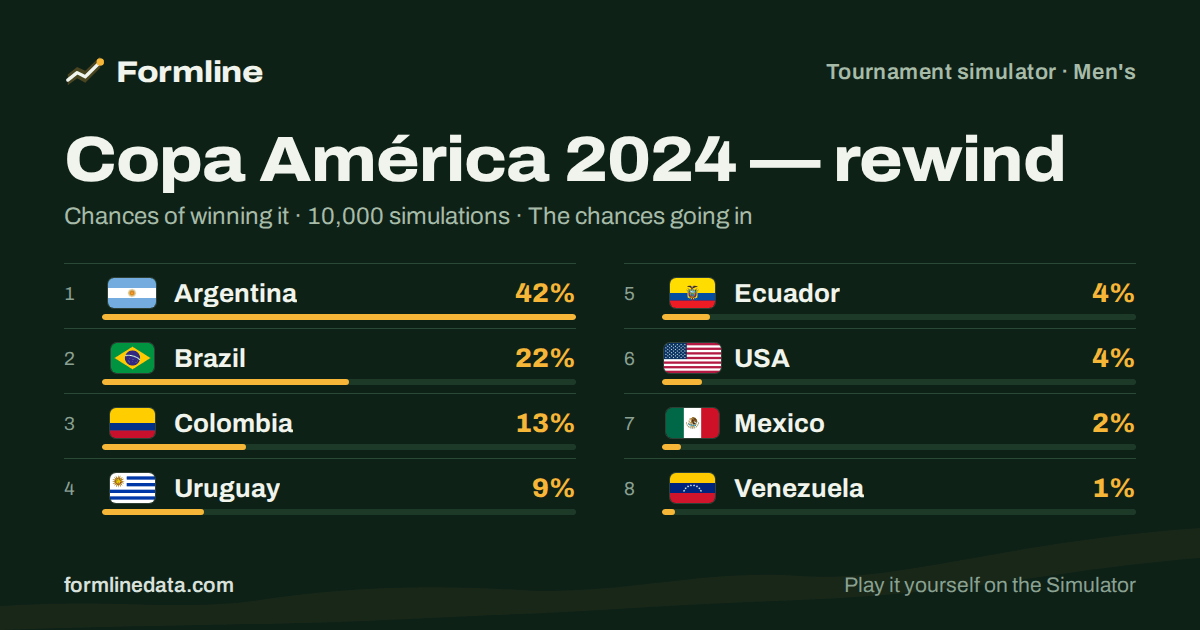 Formline
Tournament simulator · Men's
Copa América 2024 — rewind
Chances of winning it · 10,000 simulations · The chances going in
1 Argentina 42%
2 Brazil 22%
3 Colombia 13%
4 Uruguay 9%
5 Ecuador 4%
6 USA 4%
7 Mexico 2%
8 Venezuela 1%
formlinedata.com
Play it yourself on the Simulator